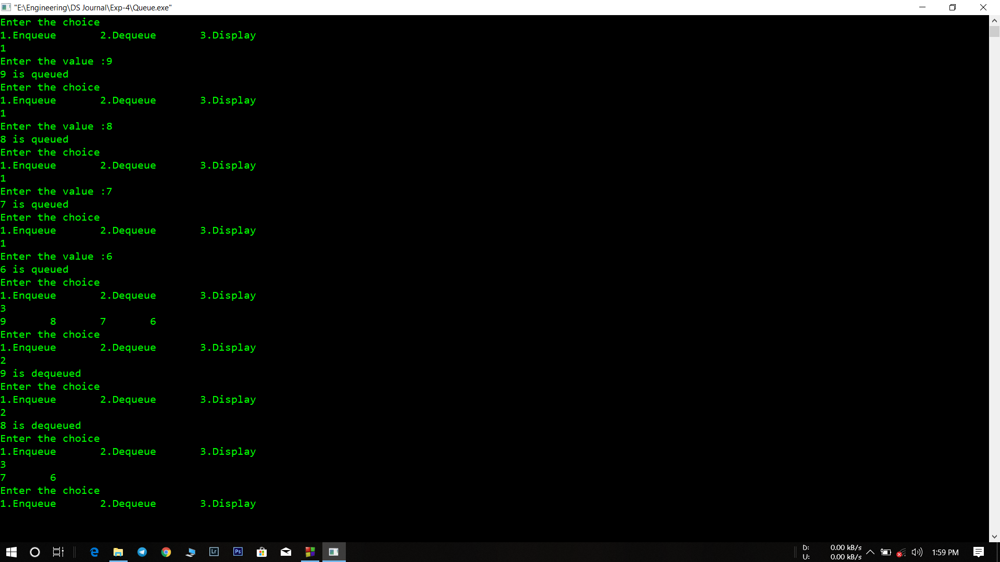 "E:\Engineering\DS Journal\Exp-4\Queue.exe"
Enter the choice
1.Enqueue 2.Dequeue 3.Display
1
Enter the value :9
9 is queued
Enter the choice
1.Enqueue 2.Dequeue 3.Display
1
Enter the value :8
8 is queued
Enter the choice
1.Enqueue 2.Dequeue 3.Display
1
Enter the value :7
7 is queued
Enter the choice
1.Enqueue 2.Dequeue 3.Display
1
Enter the value :6
6 is queued
Enter the choice
1.Enqueue 2.Dequeue 3.Display
3
9 8 7 6
Enter the choice
1.Enqueue 2.Dequeue 3.Display
2
9 is dequeued
Enter the choice
1.Enqueue 2.Dequeue 3.Display
2
8 is dequeued
Enter the choice
1.Enqueue 2.Dequeue 3.Display
3
7 6
Enter the choice
1.Enqueue 2.Dequeue 3.Display
Lr Ps
D: 0.00 kB/s
U: 0.00 kB/s
1:59 PM